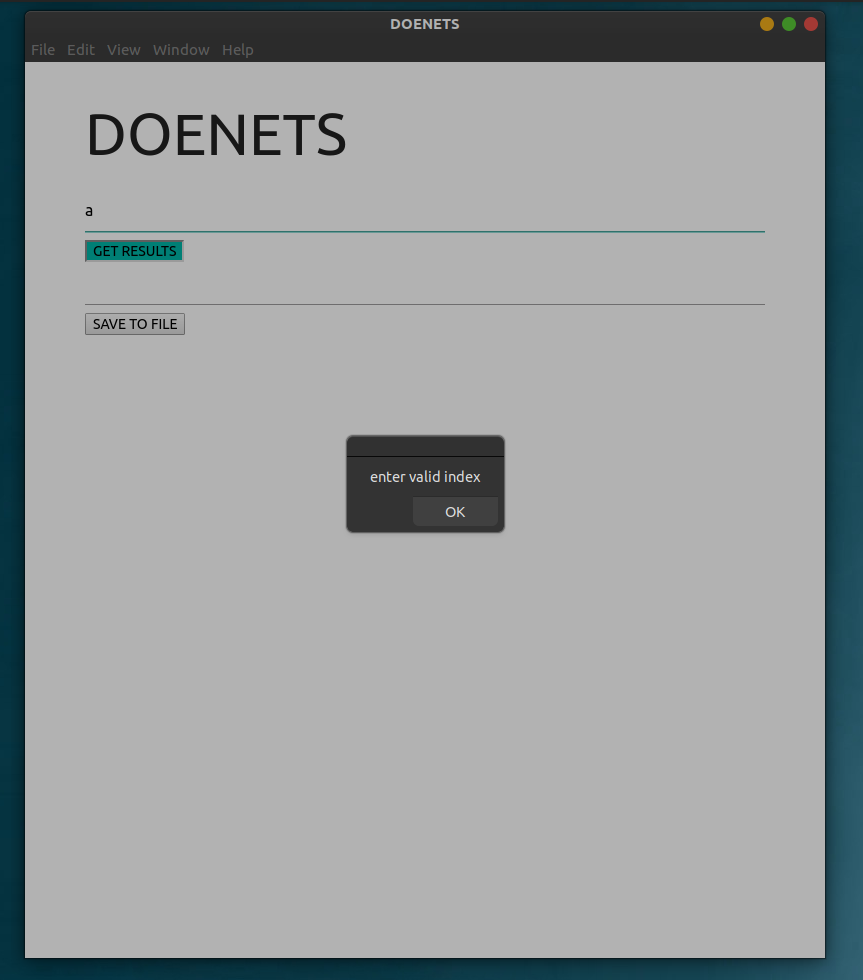 DOENETS
File Edit View Window Help
DOENETS
a
GET RESULTS
SAVE TO FILE
enter valid index
OK